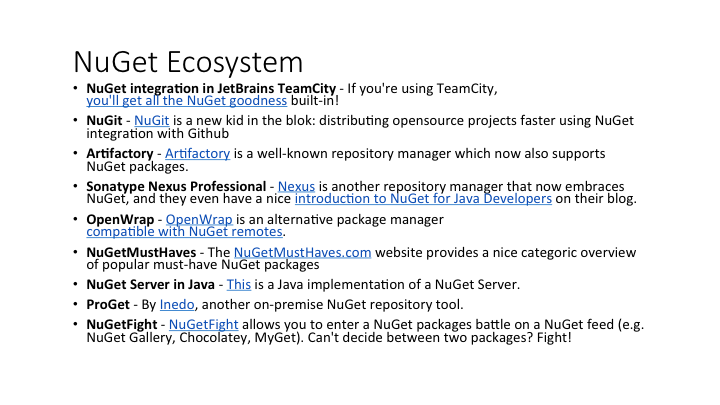 NuGet Ecosystem
• NuGet integration in JetBrains TeamCity - If you're using TeamCity,
you'll get all the NuGet goodness built-in!
• NuGit - NuGit is a new kid in the blok: distributing opensource projects faster using NuGet
integration with Github
• Artifactory - Artifactory is a well-known repository manager which now also supports
NuGet packages.
• Sonatype Nexus Professional - Nexus is another repository manager that now embraces
NuGet, and they even have a nice introduction to NuGet for Java Developers on their blog.
• OpenWrap - OpenWrap is an alternative package manager
compatible with NuGet remotes.
• NuGetMustHaves - The NuGetMustHaves.com website provides a nice categoric overview
of popular must-have NuGet packages
• NuGet Server in Java - This is a Java implementation of a NuGet Server.
• ProGet - By Inedo, another on-premise NuGet repository tool.
• NuGetFight - NuGetFight allows you to enter a NuGet packages battle on a NuGet feed (e.g.
NuGet Gallery, Chocolatey, MyGet). Can't decide between two packages? Fight!